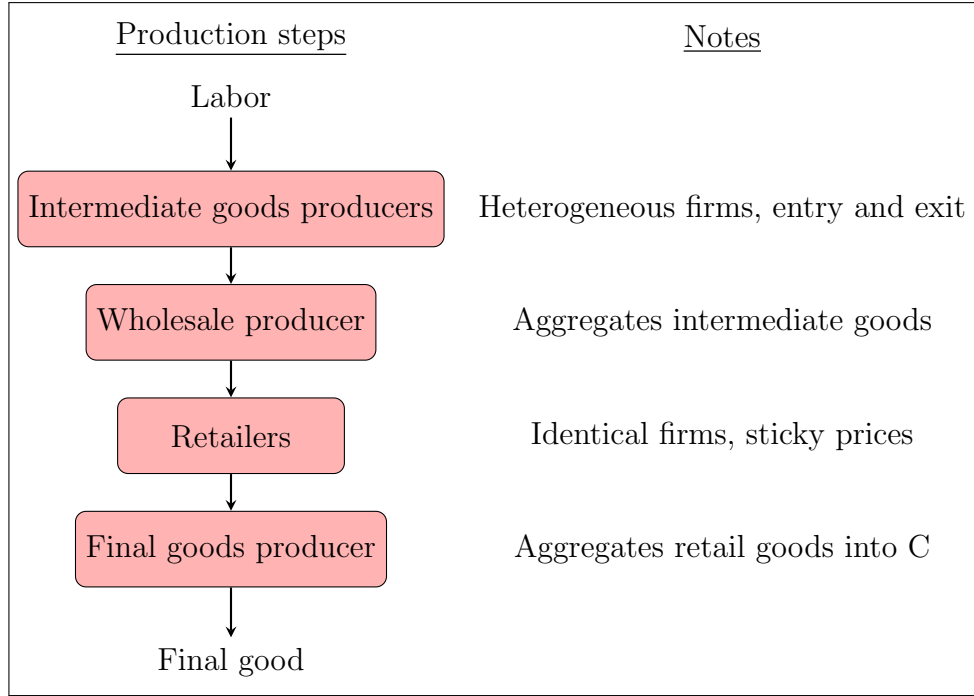 Production steps
Notes
Labor
Intermediate goods producers
Heterogeneous firms, entry and exit
Wholesale producer
Aggregates intermediate goods
Retailers
Identical firms, sticky prices
Final goods producer
Aggregates retail goods into C
Final good